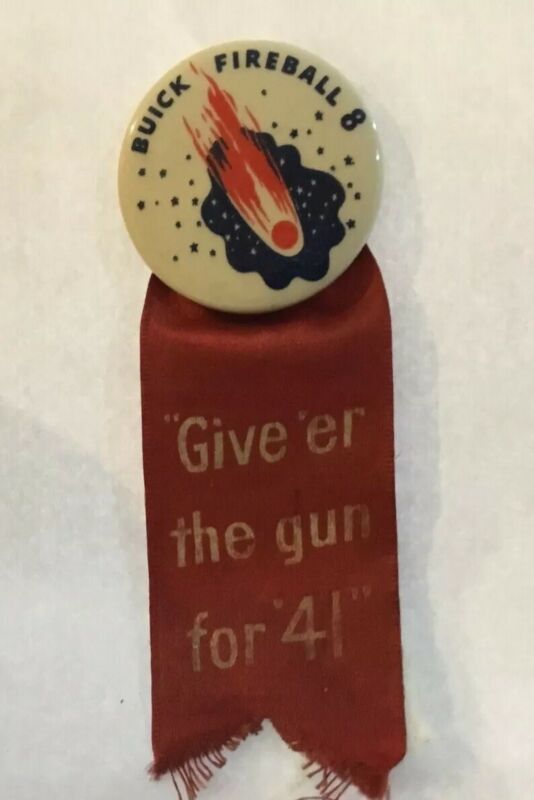 BUICK FIREBALL 8
"Give 'er
the gun
for '41"